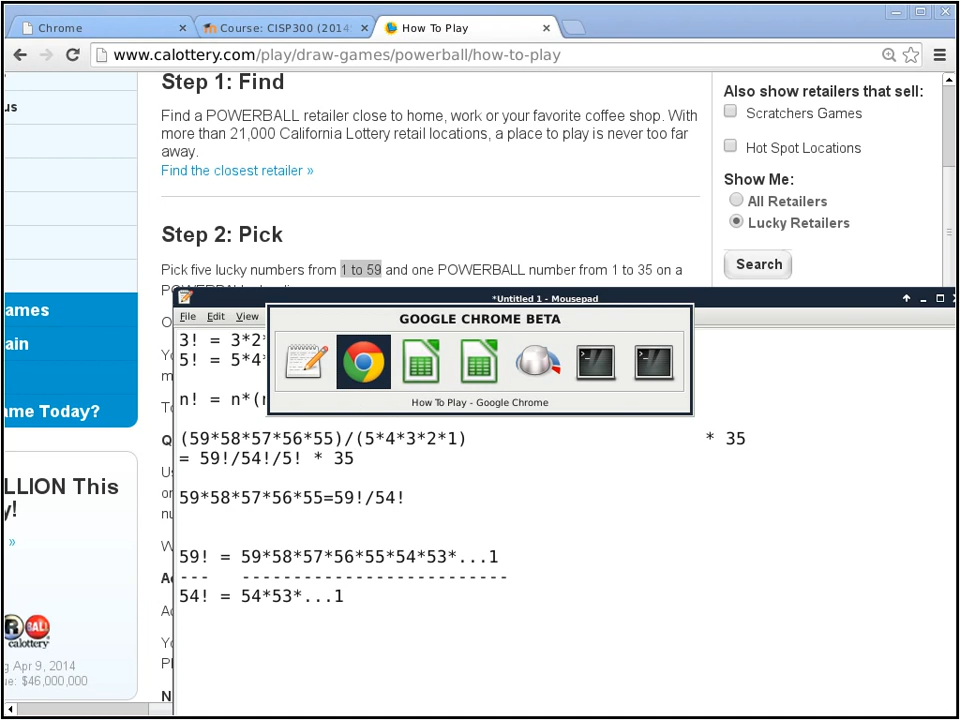 Chrome
Course: CISP300 (2014
How To Play
www.calottery.com/play/draw-games/powerball/how-to-play
us
Step 1: Find
Find a POWERBALL retailer close to home, work or your favorite coffee shop. With
more than 21,000 California Lottery retail locations, a place to play is never too far
away.
Find the closest retailer »
Step 2: Pick
Pick five lucky numbers from 1 to 59 and one POWERBALL number from 1 to 35 on a
Also show retailers that sell:
Scratchers Games
Hot Spot Locations
Show Me:
All Retailers
Lucky Retailers
Search
ames
ain
ame Today?
LLION This
y!
»
calottery
g Apr 9, 2014
ue: $46,000,000
*Untitled 1 - Mousepad
File Edit View
GOOGLE CHROME BETA
How To Play - Google Chrome
3! = 3*2*
5! = 5*4*
n! = n*(n
(59*58*57*56*55)/(5*4*3*2*1) * 35
= 59!/54!/5! * 35
59*58*57*56*55=59!/54!
59! = 59*58*57*56*55*54*53*...1
--- --------------------------
54! = 54*53*...1